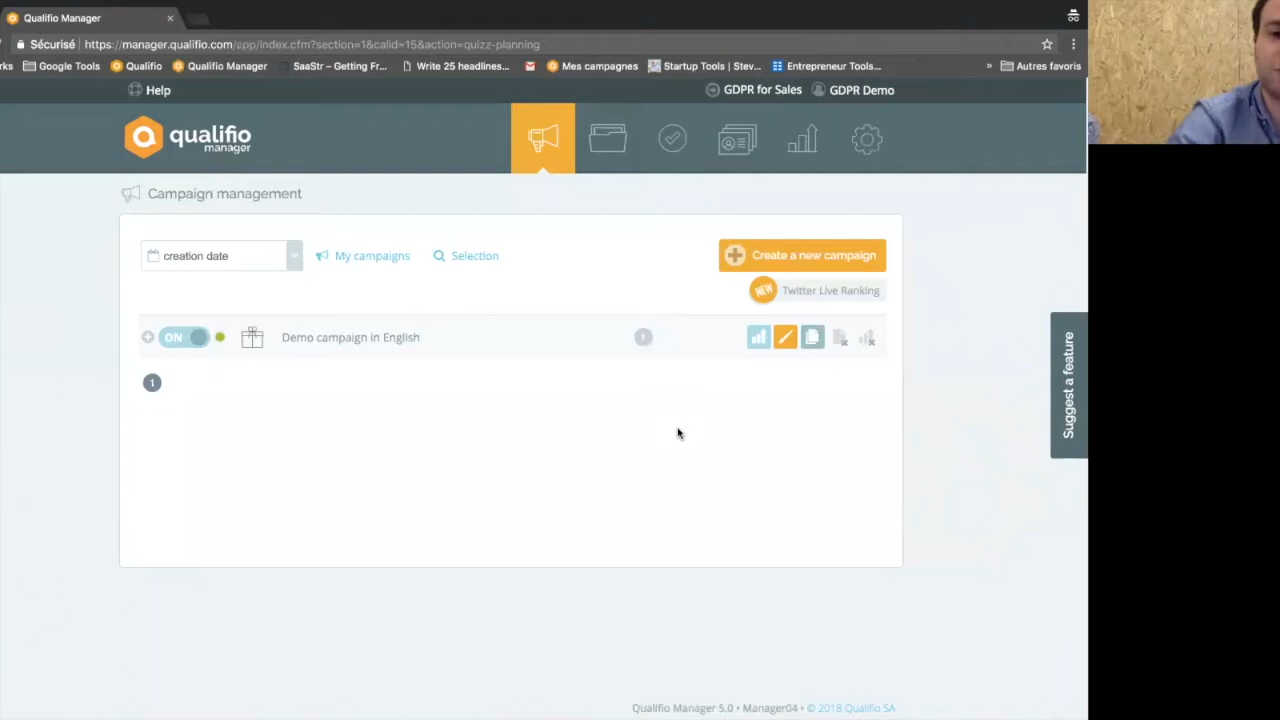 Qualifio Manager
Sécurisé https://manager.qualifio.com/app/index.cfm?section=1&calid=15&action=quizz-planning
rks Google Tools Qualifio Qualifio Manager SaaStr – Getting Fr... Write 25 headlines... Mes campagnes Startup Tools | Stev... Entrepreneur Tools... » Autres favoris
Help GDPR for Sales GDPR Demo
qualifio
manager
Campaign management
creation date My campaigns Selection Create a new campaign
NEW Twitter Live Ranking
ON Demo campaign in English
1
Suggest a feature
Qualifio Manager 5.0 • Manager04 • © 2018 Qualifio SA